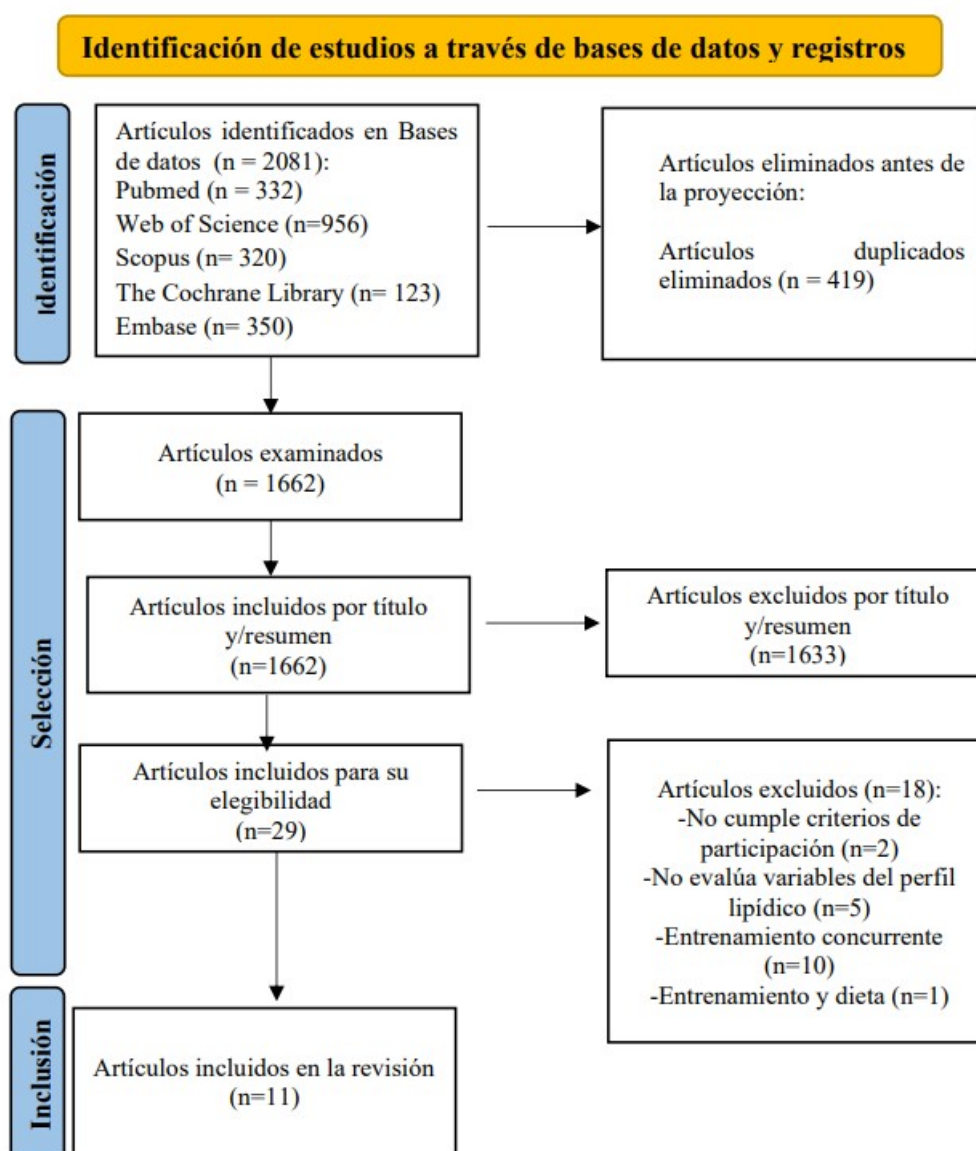 Identificación de estudios a través de bases de datos y registros
Identificación
Artículos identificados en Bases
de datos (n = 2081):
Pubmed (n = 332)
Web of Science (n=956)
Scopus (n= 320)
The Cochrane Library (n= 123)
Embase (n= 350)
Artículos eliminados antes de
la proyección:
Artículos duplicados
eliminados (n = 419)
Selección
Artículos examinados
(n = 1662)
Artículos incluidos por título
y/resumen
(n=1662)
Artículos excluidos por título
y/resumen
(n=1633)
Artículos incluidos para su
elegibilidad
(n=29)
Artículos excluidos (n=18):
-No cumple criterios de
participación (n=2)
-No evalúa variables del perfil
lipídico (n=5)
-Entrenamiento concurrente
(n=10)
-Entrenamiento y dieta (n=1)
Inclusión
Artículos incluidos en la revisión
(n=11)